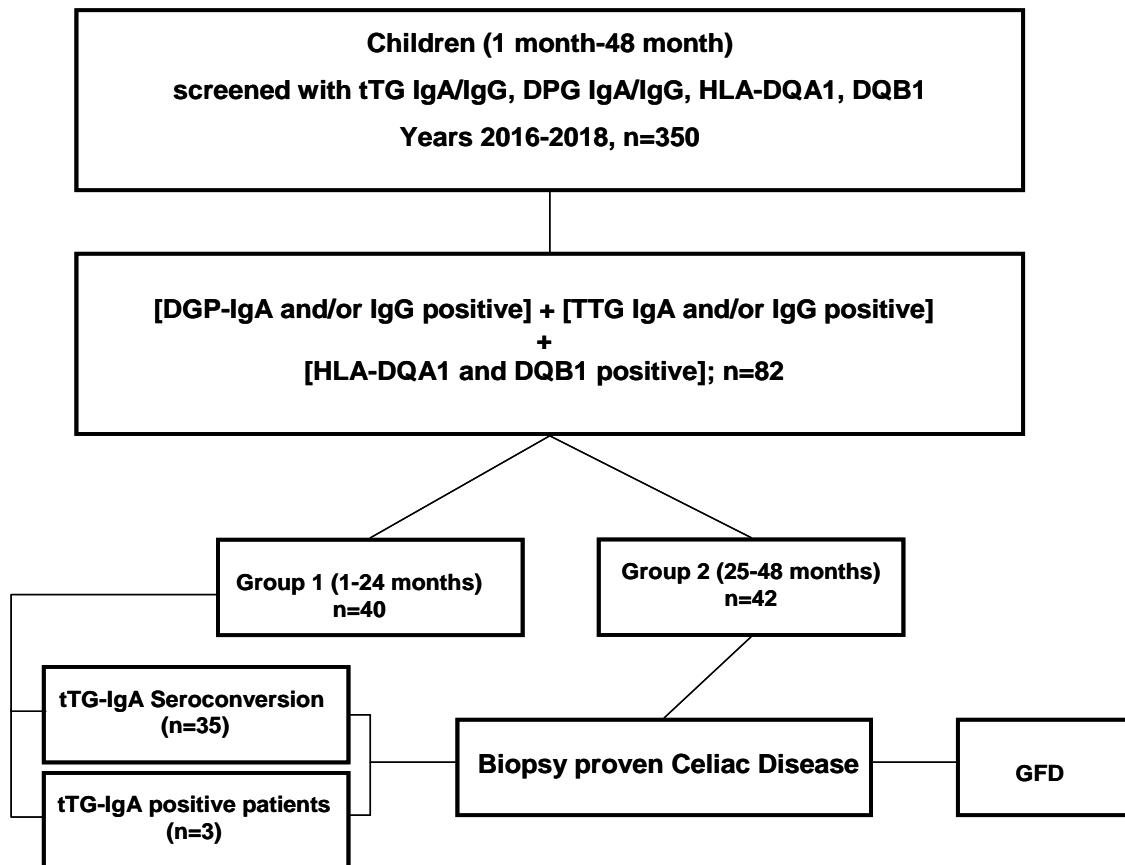 Children (1 month-48 month)
screened with tTG IgA/IgG, DPG IgA/IgG, HLA-DQA1, DQB1
Years 2016-2018, n=350
[DGP-IgA and/or IgG positive] + [TTG IgA and/or IgG positive]
+
[HLA-DQA1 and DQB1 positive]; n=82
Group 1 (1-24 months)
n=40
Group 2 (25-48 months)
n=42
tTG-IgA Seroconversion
(n=35)
tTG-IgA positive patients
(n=3)
Biopsy proven Celiac Disease
GFD